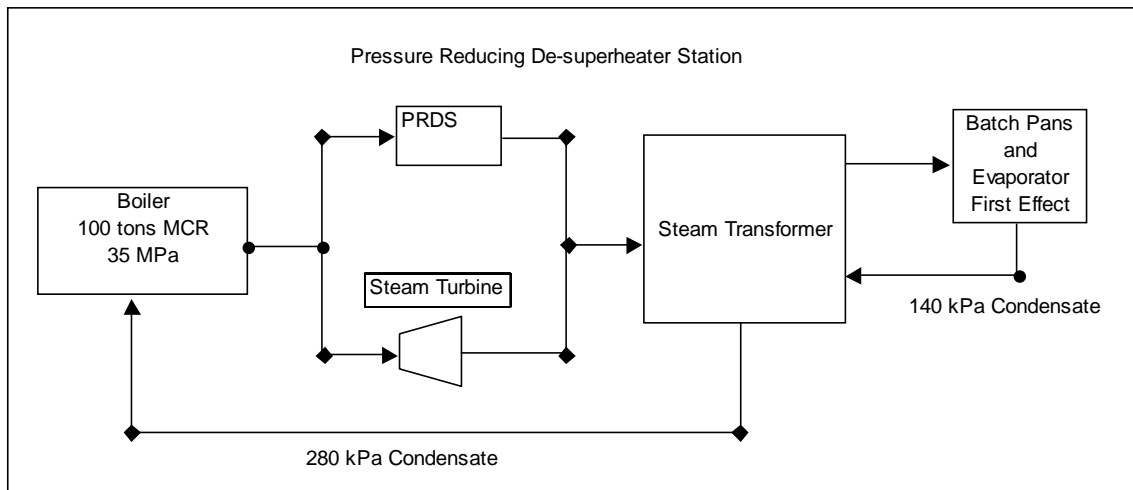 Pressure Reducing De-superheater Station
PRDS
Batch Pans
and
Evaporator
First Effect
Boiler
100 tons MCR
35 MPa
Steam Transformer
Steam Turbine
140 kPa Condensate
280 kPa Condensate